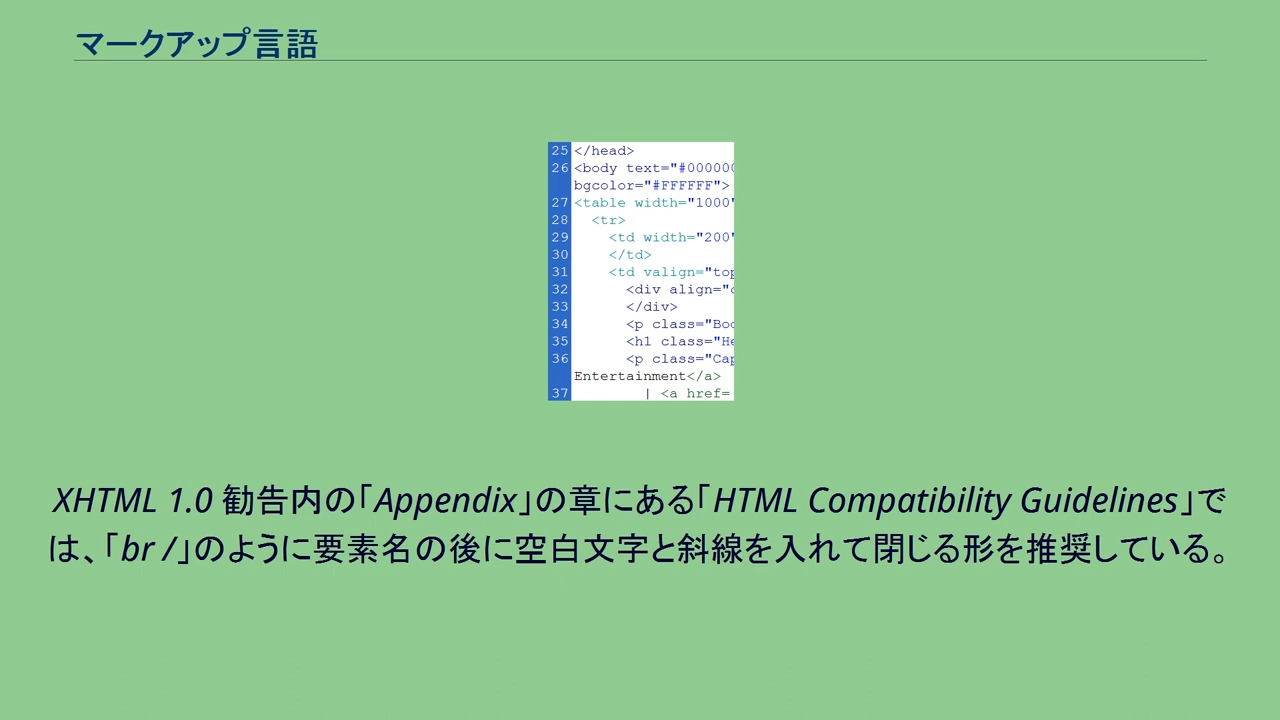 マークアップ言語
25 </head>
26 <body text="#000000
bgcolor="#FFFFFF">
27 <table width="1000"
28 <tr>
29 <td width="200"
30 </td>
31 <td valign="top
32 <div align="c
33 </div>
34 <p class="Bod
35 <h1 class="He
36 <p class="Cap
Entertainment</a>
37 | <a href=
XHTML 1.0 勧告内の「Appendix」の章にある「HTML Compatibility Guidelines」で
は、「br /」のように要素名の後に空白文字と斜線を入れて閉じる形を推奨している。